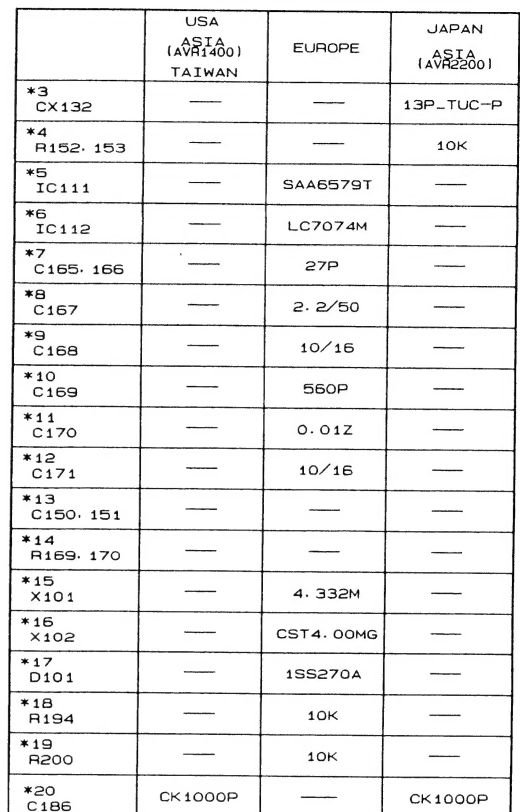 USA
ASIA
(AVR1400)
TAIWAN
EUROPE
JAPAN
ASIA
(AVR2200)
*3
CX132
——
——
13P_TUC-P
*4
R152. 153
——
——
10K
*5
IC111
——
SAA6579T
——
*6
IC112
——
LC7074M
——
*7
C165. 166
——
27P
——
*8
C167
——
2. 2/50
——
*9
C168
——
10/16
——
*10
C169
——
560P
——
*11
C170
——
0. 01Z
——
*12
C171
——
10/16
——
*13
C150. 151
——
——
——
*14
R169. 170
——
——
——
*15
X101
——
4. 332M
——
*16
X102
——
CST4. 00MG
——
*17
D101
——
1SS270A
——
*18
R194
——
10K
——
*19
R200
——
10K
——
*20
C186
CK1000P
——
CK1000P